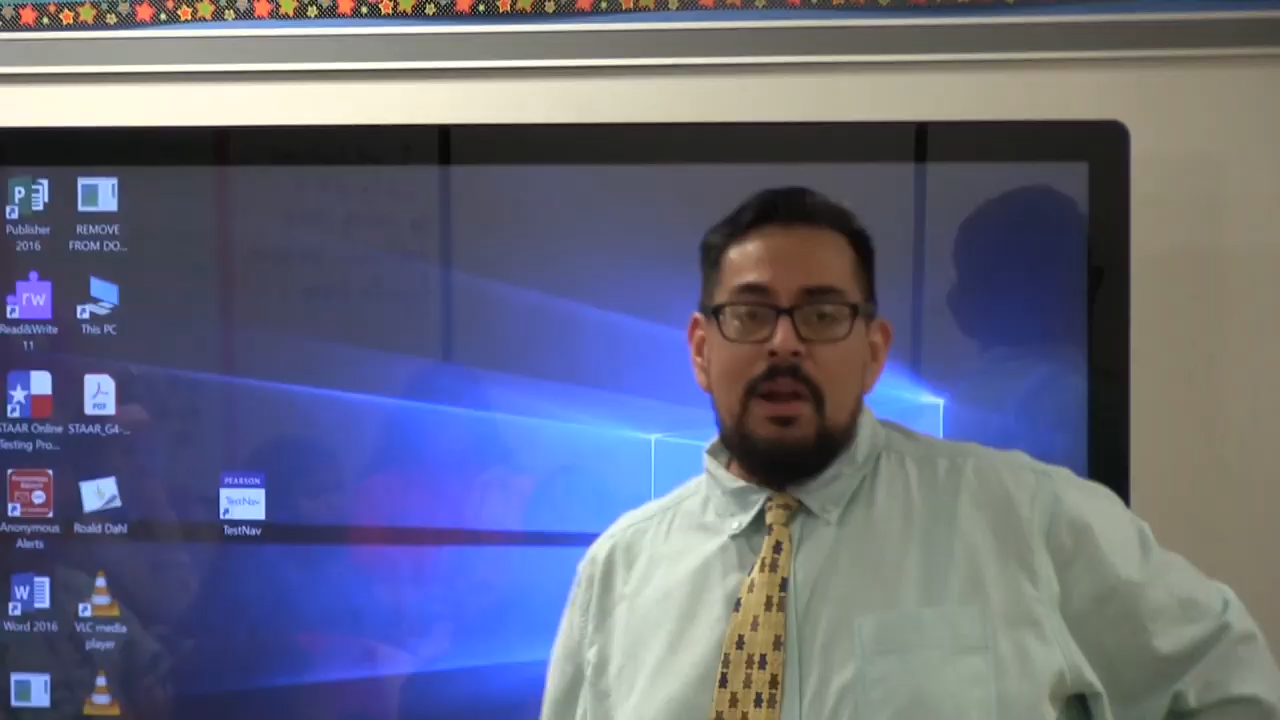 Publisher
2016
REMOVE
FROM DO...
P
rw
Read&Write
11
This PC
STAAR Online
Testing Pro...
PDF
STAAR_G4-...
Anonymous
Alerts
Roald Dahl
PEARSON
TestNav
TestNav
W
Word 2016
VLC media
player